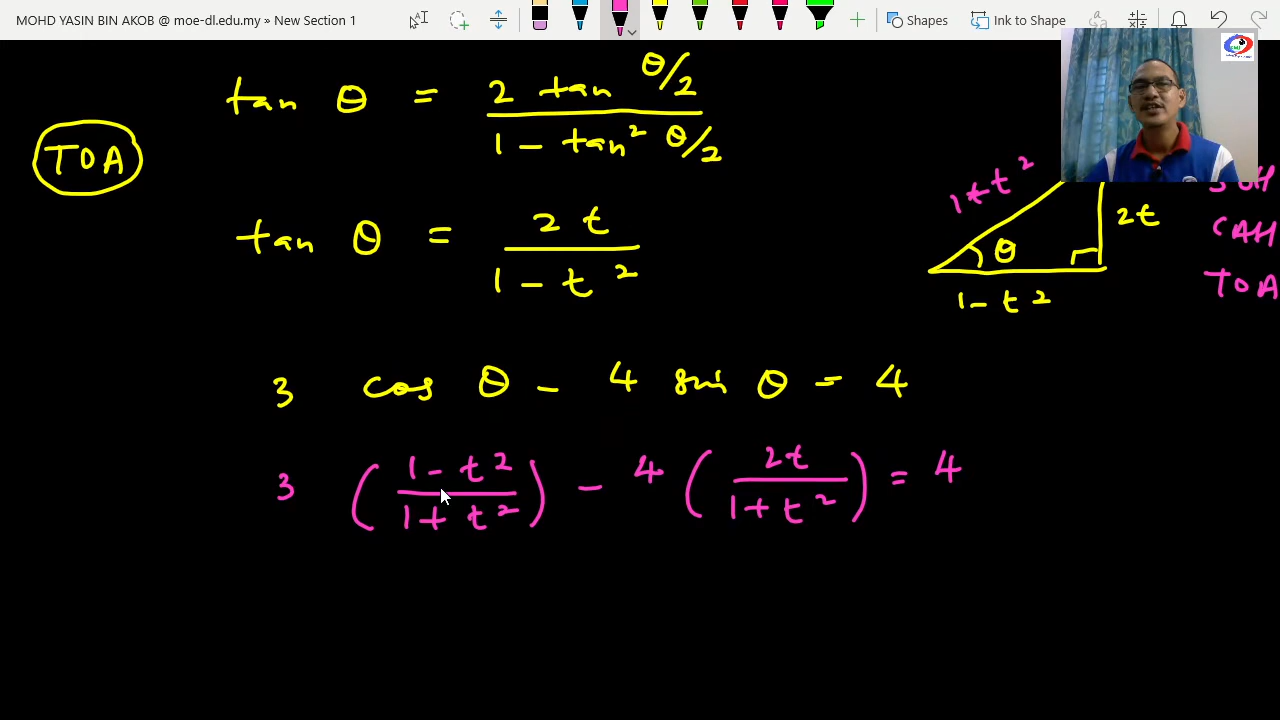 MOHD YASIN BIN AKOB @ moe-dl.edu.my » New Section 1
Shapes
Ink to Shape
tan θ = 2 tan θ/2 / 1 - tan² θ/2
TOA
tan θ = 2t / 1 - t²
1 + t²
2t
θ
1 - t²
SOH
CAH
TOA
3 cos θ - 4 sin θ = 4
3 ( 1 - t² / 1 + t² ) - 4 ( 2t / 1 + t² ) = 4